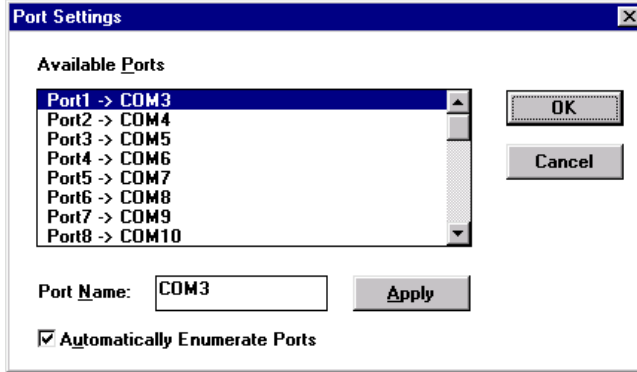 Port Settings
Available Ports
Port1 -> COM3
Port2 -> COM4
Port3 -> COM5
Port4 -> COM6
Port5 -> COM7
Port6 -> COM8
Port7 -> COM9
Port8 -> COM10
OK
Cancel
Port Name: COM3 Apply
Automatically Enumerate Ports